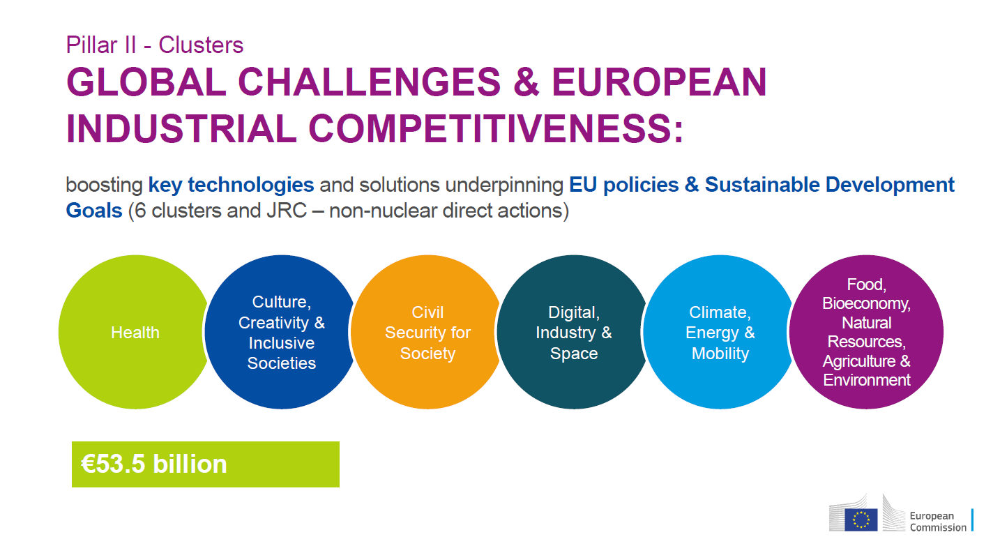 Pillar II - Clusters
GLOBAL CHALLENGES & EUROPEAN
INDUSTRIAL COMPETITIVENESS:
boosting key technologies and solutions underpinning EU policies & Sustainable Development
Goals (6 clusters and JRC – non-nuclear direct actions)
Health
Culture,
Creativity &
Inclusive
Societies
Civil
Security for
Society
Digital,
Industry &
Space
Climate,
Energy &
Mobility
Food,
Bioeconomy,
Natural
Resources,
Agriculture &
Environment
€53.5 billion
European
Commission